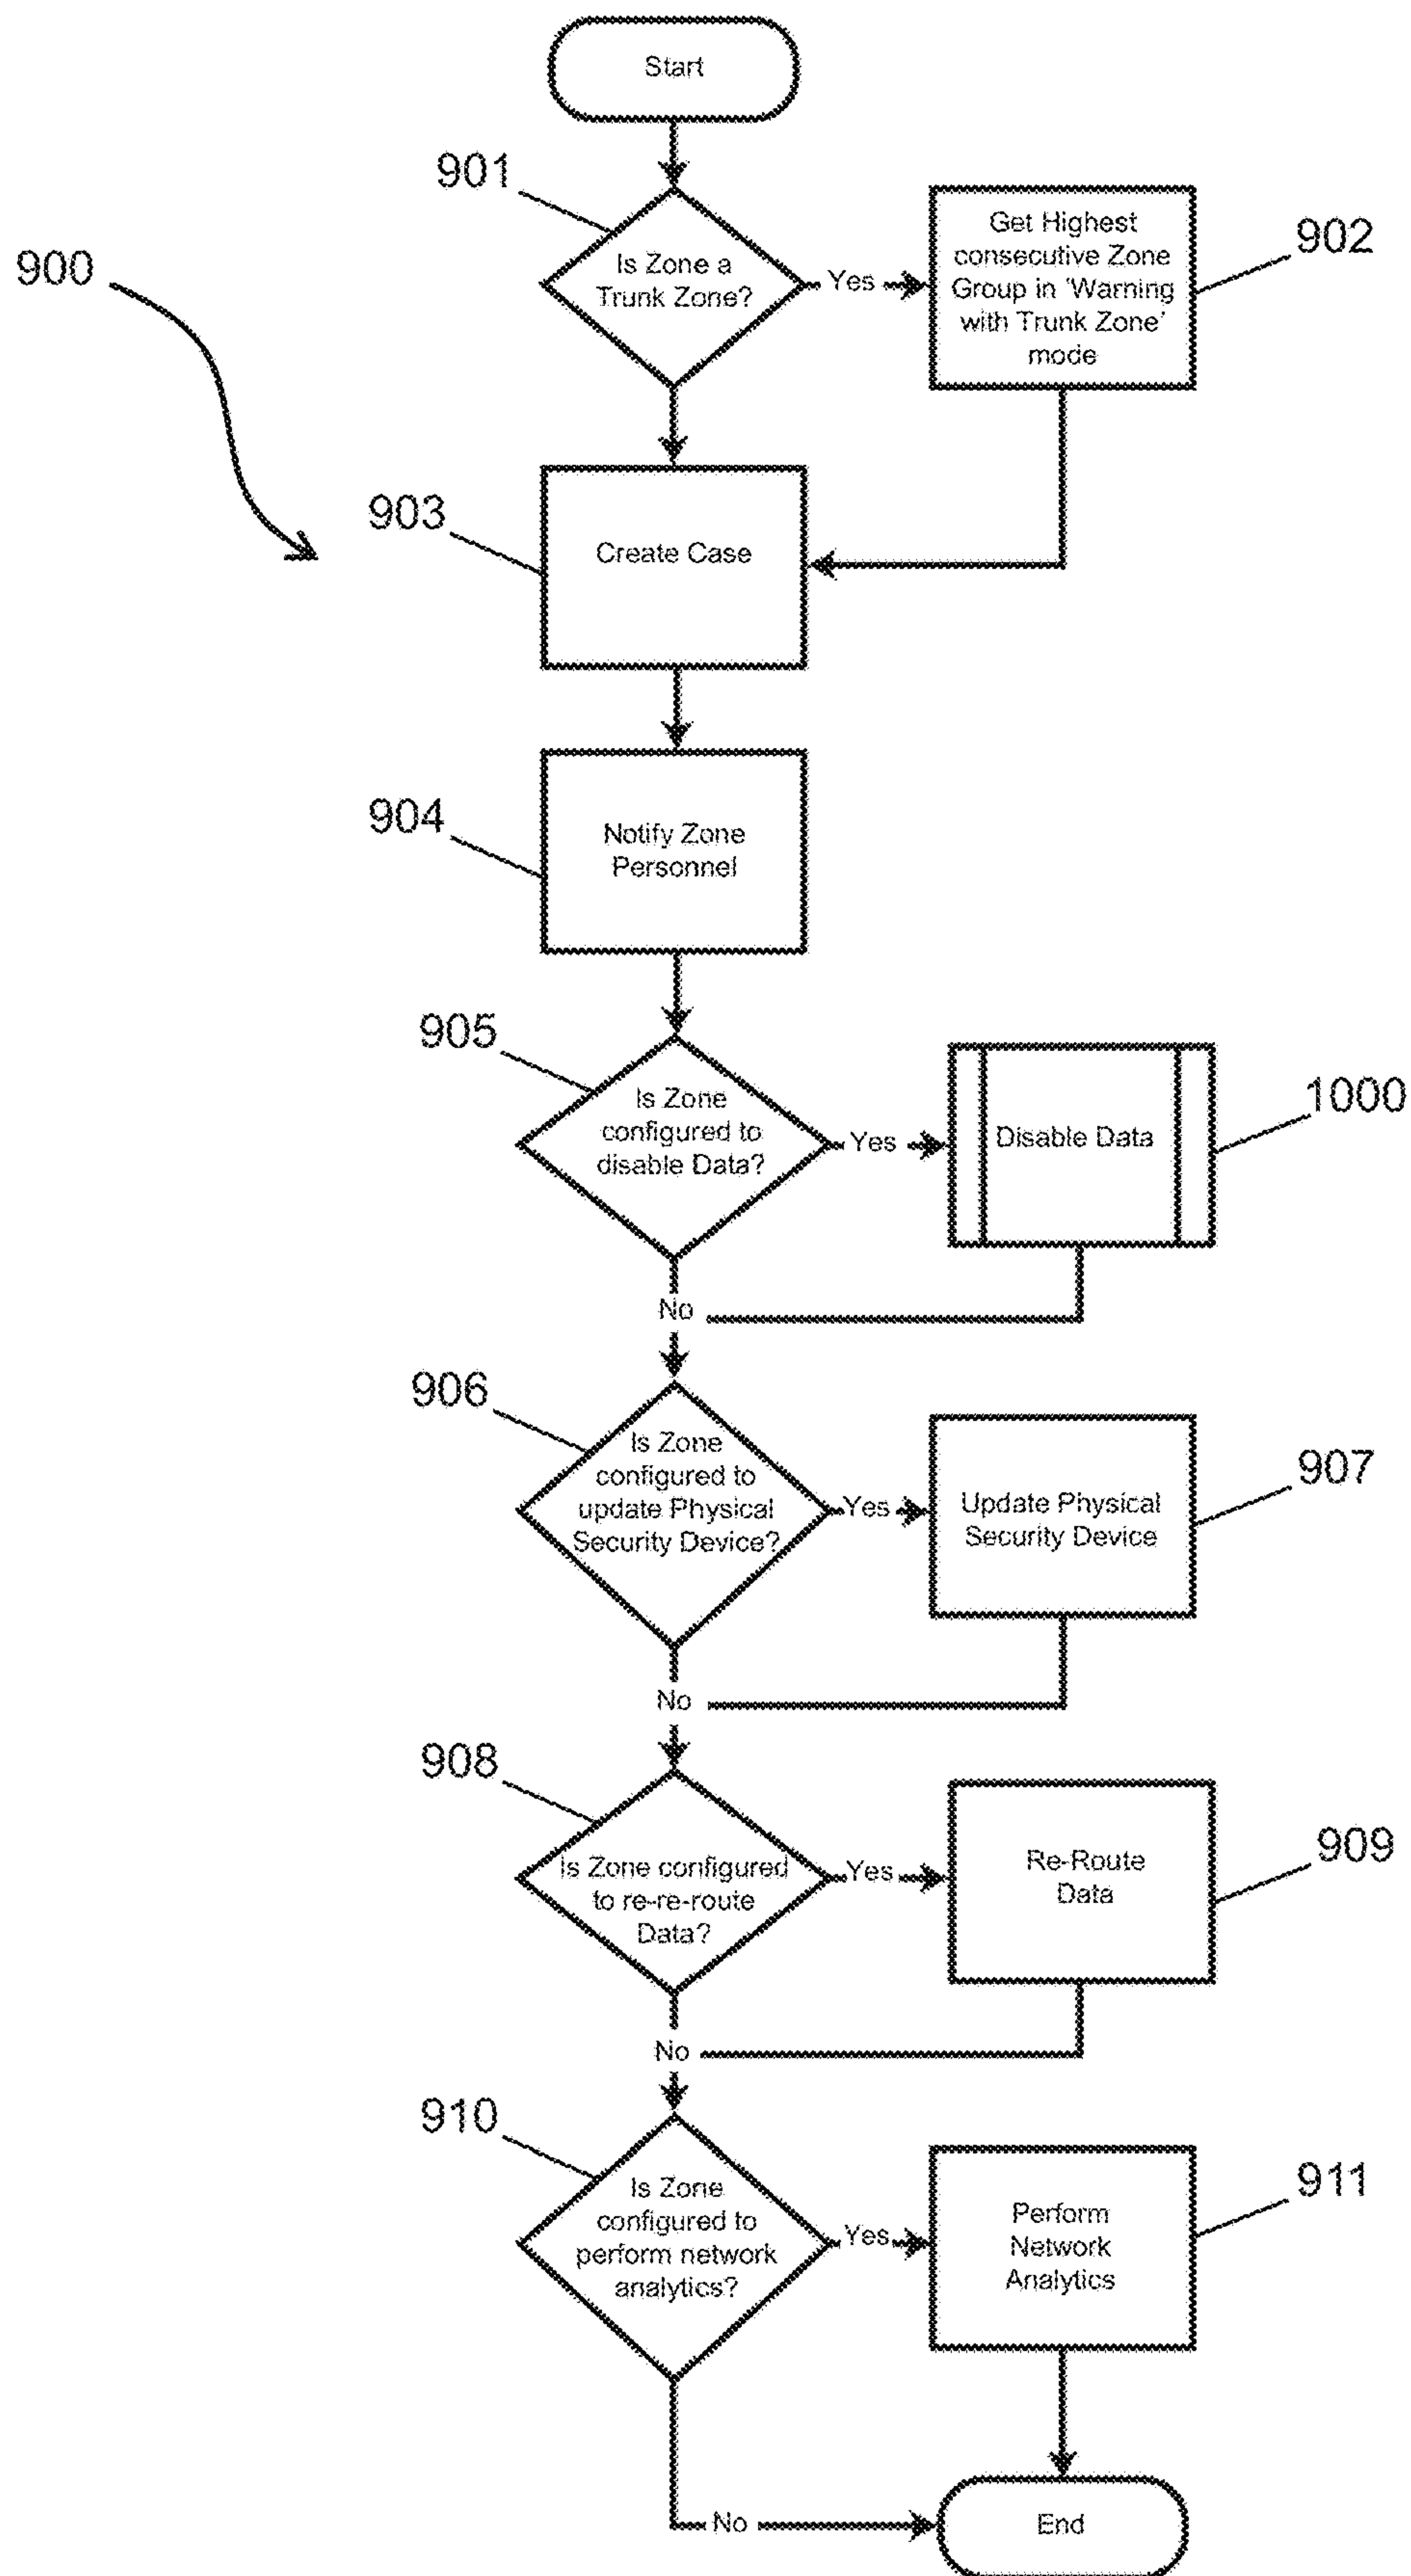 Start
901
900
Is Zone a
Trunk Zone?
Yes
Get Highest
consecutive Zone
Group in 'Warning
with Trunk Zone'
mode
902
903
Create Case
904
Notify Zone
Personnel
905
Is Zone
configured to
disable Data?
Yes
Disable Data
1000
No
906
Is Zone
configured to
update Physical
Security Device?
Yes
Update Physical
Security Device
907
No
908
Is Zone configured
to re-re-route
Data?
Yes
Re-Route
Data
909
No
910
Is Zone
configured to
perform network
analytics?
Yes
Perform
Network
Analytics
911
No
End